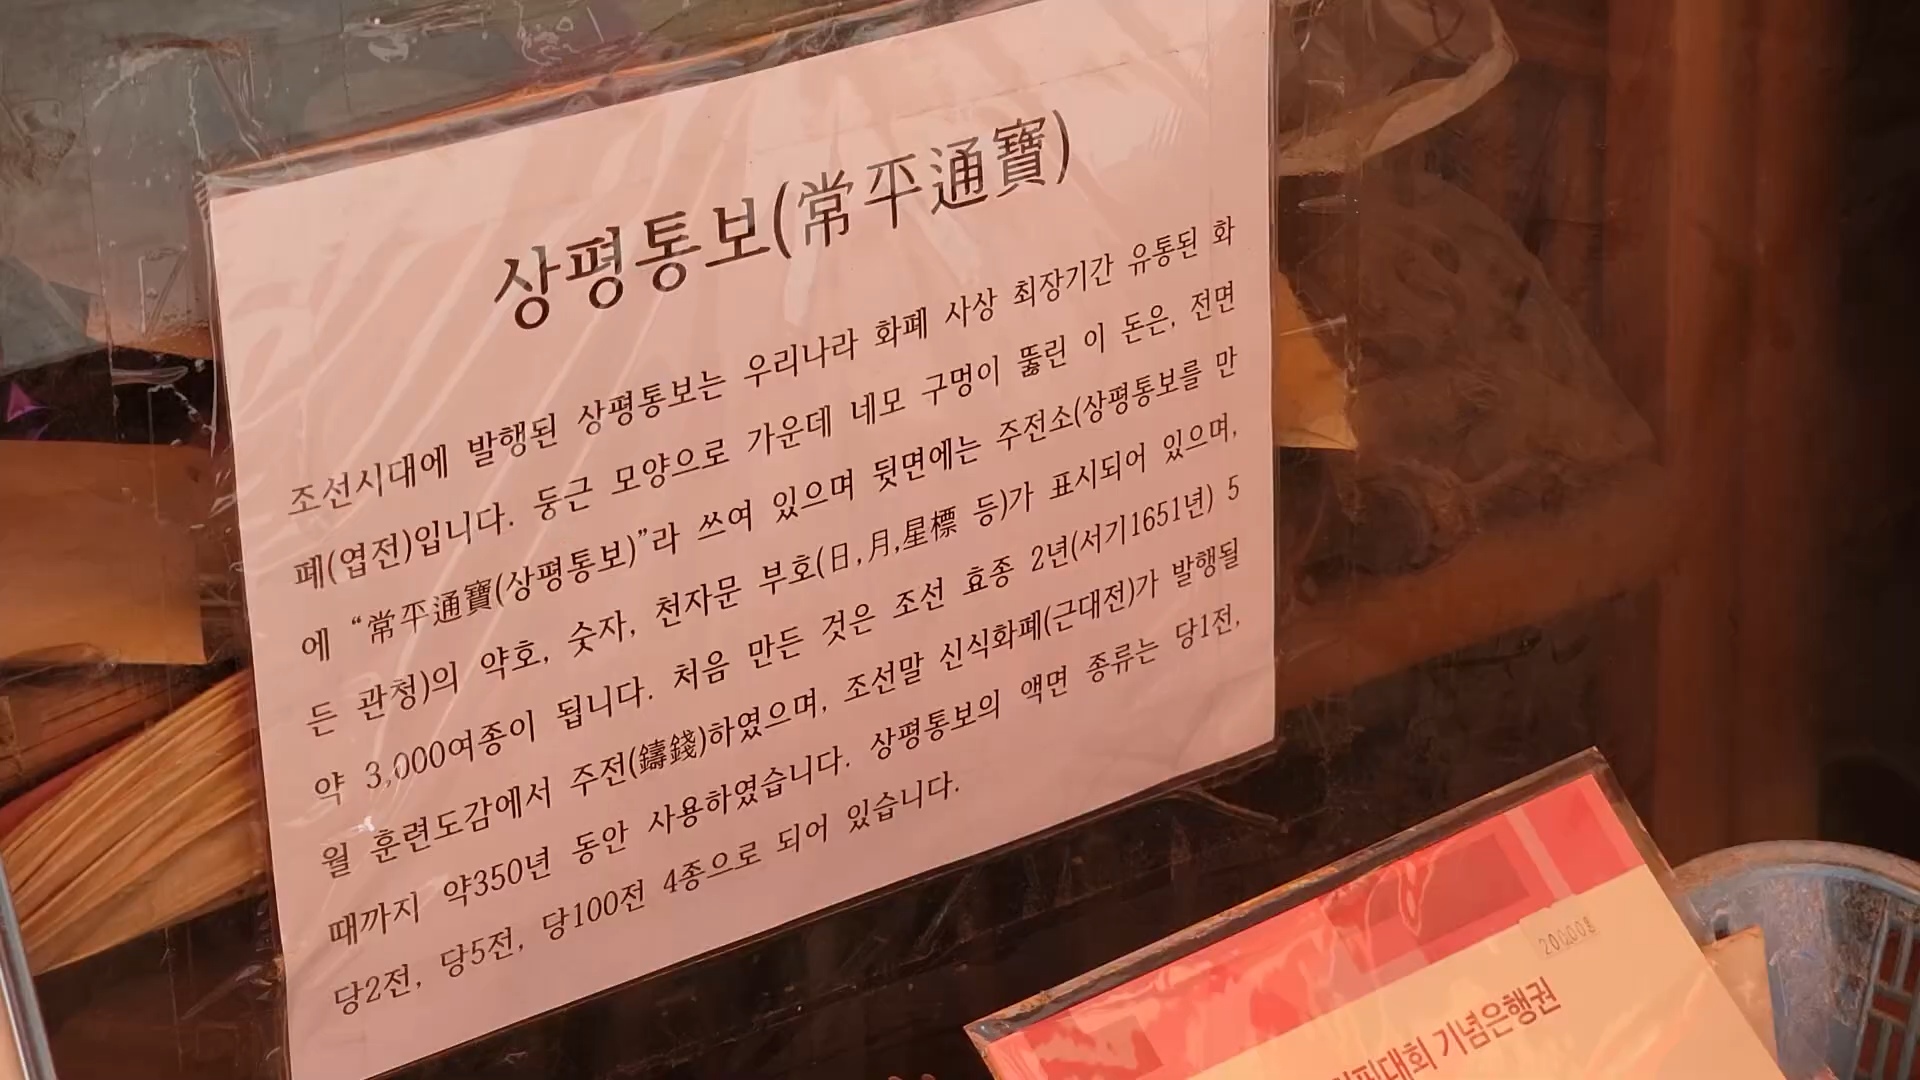 상평통보(常平通寶)
조선시대에 발행된 상평통보는 우리나라 화폐 사상 최장기간 유통된 화
폐(엽전)입니다. 둥근 모양으로 가운데 네모 구멍이 뚫린 이 돈은, 전면
에 “常平通寶(상평통보)”라 쓰여 있으며 뒷면에는 주전소(상평통보를 만
든 관청)의 약호, 숫자, 천자문 부호(日,月,星標 등)가 표시되어 있으며,
약 3,000여종이 됩니다. 처음 만든 것은 조선 효종 2년(서기1651년) 5
월 훈련도감에서 주전(鑄錢)하였으며, 조선말 신식화폐(근대전)가 발행될
때까지 약350년 동안 사용하였습니다. 상평통보의 액면 종류는 당1전,
당2전, 당5전, 당100전 4종으로 되어 있습니다.
기념은행권